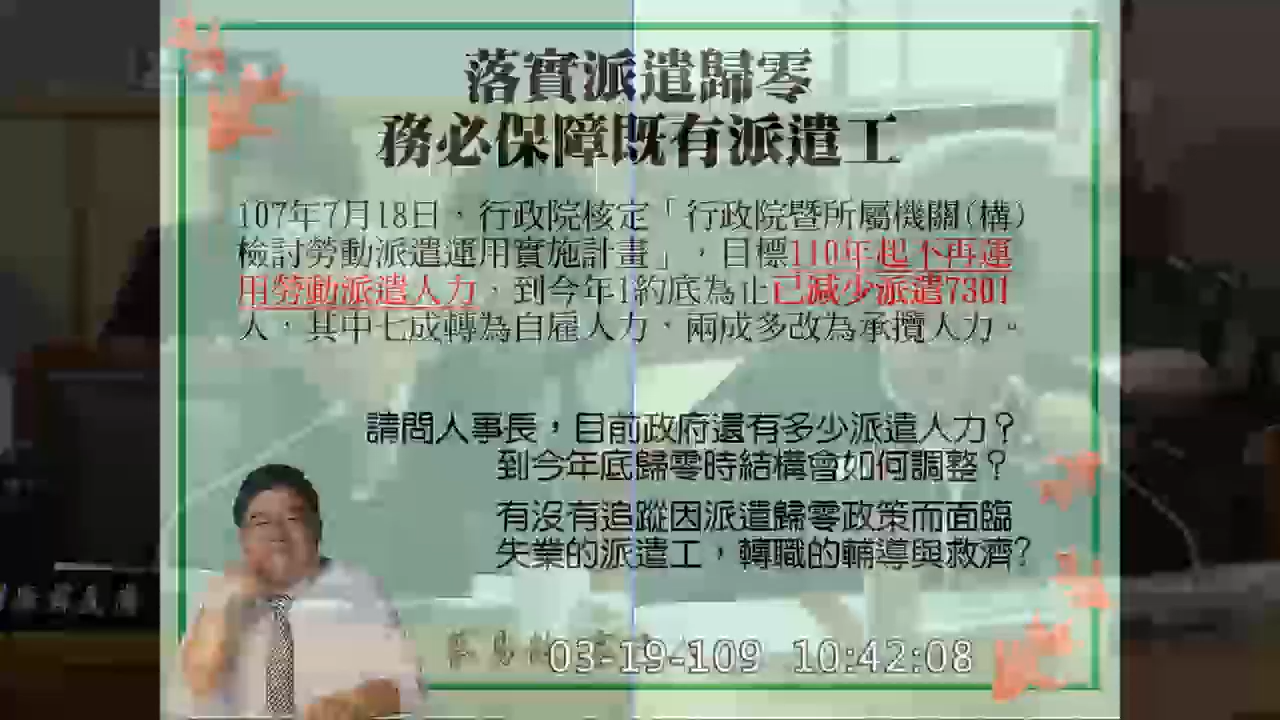 落實派遣歸零
務必保障既有派遣工
107年7月18日，行政院核定「行政院暨所屬機關(構)
檢討勞動派遣運用實施計畫」，目標110年起不再運
用勞動派遣人力，到今年1約底為止已減少派遣7301
人，其中七成轉為自雇人力，兩成多改為承攬人力。
請問人事長，目前政府還有多少派遣人力？
到今年底歸零時結構會如何調整？
有沒有追蹤因派遣歸零政策而面臨
失業的派遣工，轉職的輔導與救濟?
03-19-109 10:42:08